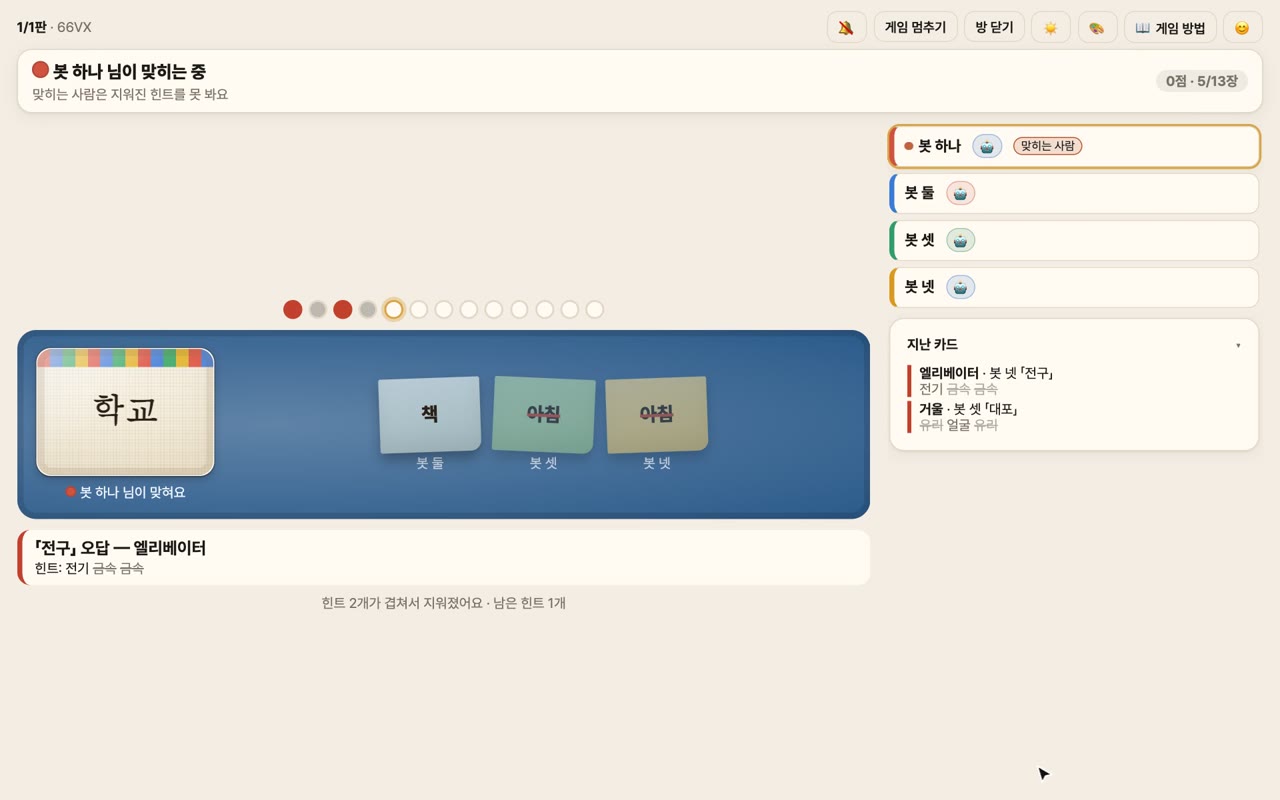 1/1판 · 66VX
게임 멈추기
방 닫기
게임 방법
봇 하나 님이 맞히는 중
맞히는 사람은 지워진 힌트를 못 봐요
0점 · 5/13장
봇 하나
맞히는 사람
봇 둘
봇 셋
봇 넷
지난 카드
엘리베이터 · 봇 넷 「전구」
전기 금속 금속
거울 · 봇 셋 「대포」
유리 얼굴 유리
학교
봇 하나 님이 맞혀요
책
봇 둘
아침
봇 셋
아침
봇 넷
「전구」 오답 — 엘리베이터
힌트: 전기 금속 금속
힌트 2개가 겹쳐서 지워졌어요 · 남은 힌트 1개